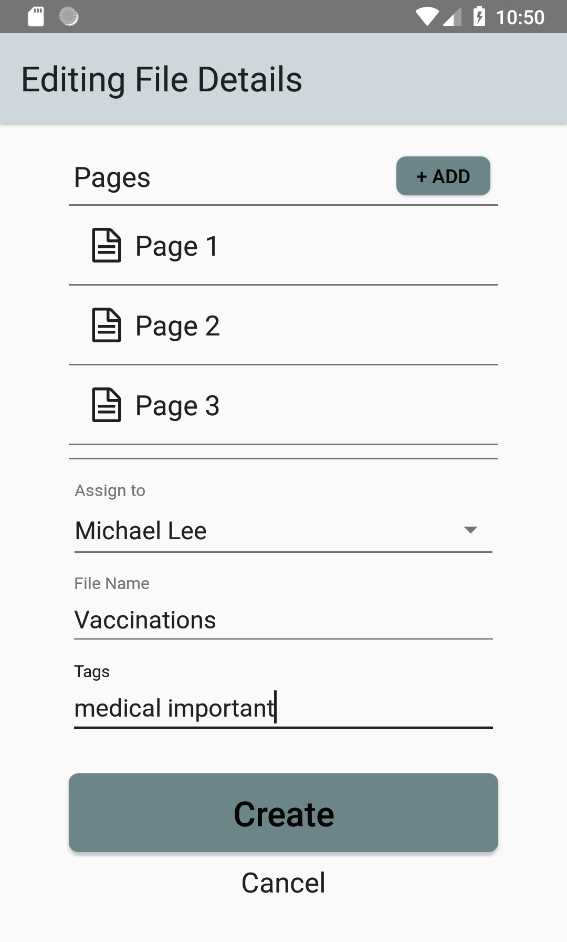 10:50
Editing File Details
Pages
+ ADD
Page 1
Page 2
Page 3
Assign to
Michael Lee
File Name
Vaccinations
Tags
medical important
Create
Cancel